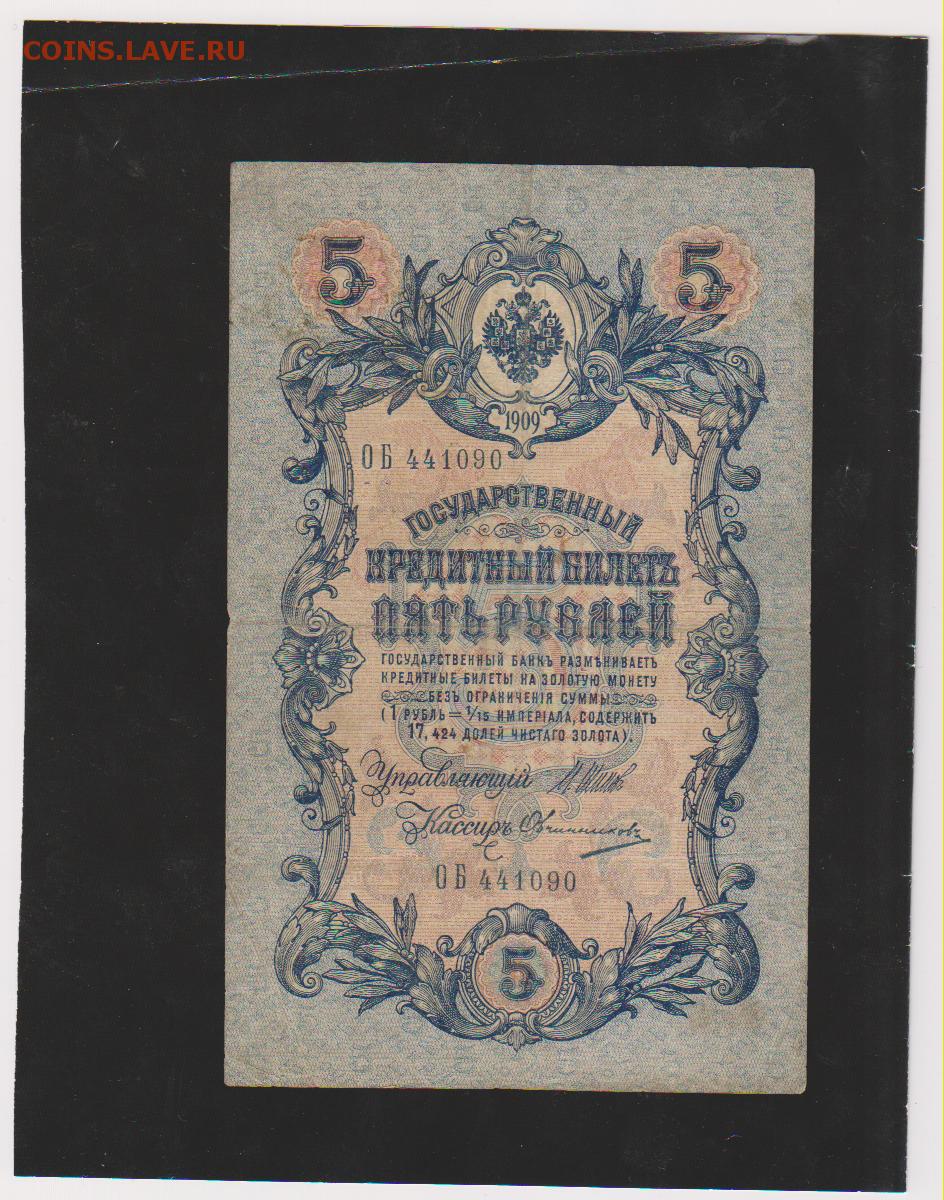 COINS.LAVE.RU
5 5
1909
ОБ 441090
ГОСУДАРСТВЕННЫЙ
КРЕДИТНЫЙ БИЛЕТЪ
ПЯТЬ РУБЛЕЙ
ГОСУДАРСТВЕННЫЙ БАНКЪ РАЗМѢНИВАЕТЪ
КРЕДИТНЫЕ БИЛЕТЫ НА ЗОЛОТУЮ МОНЕТУ
БЕЗЪ ОГРАНИЧЕНІЯ СУММЫ
(1 РУБЛЬ = 1/15 ИМПЕРІАЛА, СОДЕРЖИТЪ
17,424 ДОЛЕЙ ЧИСТАГО ЗОЛОТА).
Управляющій И. Шипов
Кассиръ Овчинниковъ
ОБ 441090
5